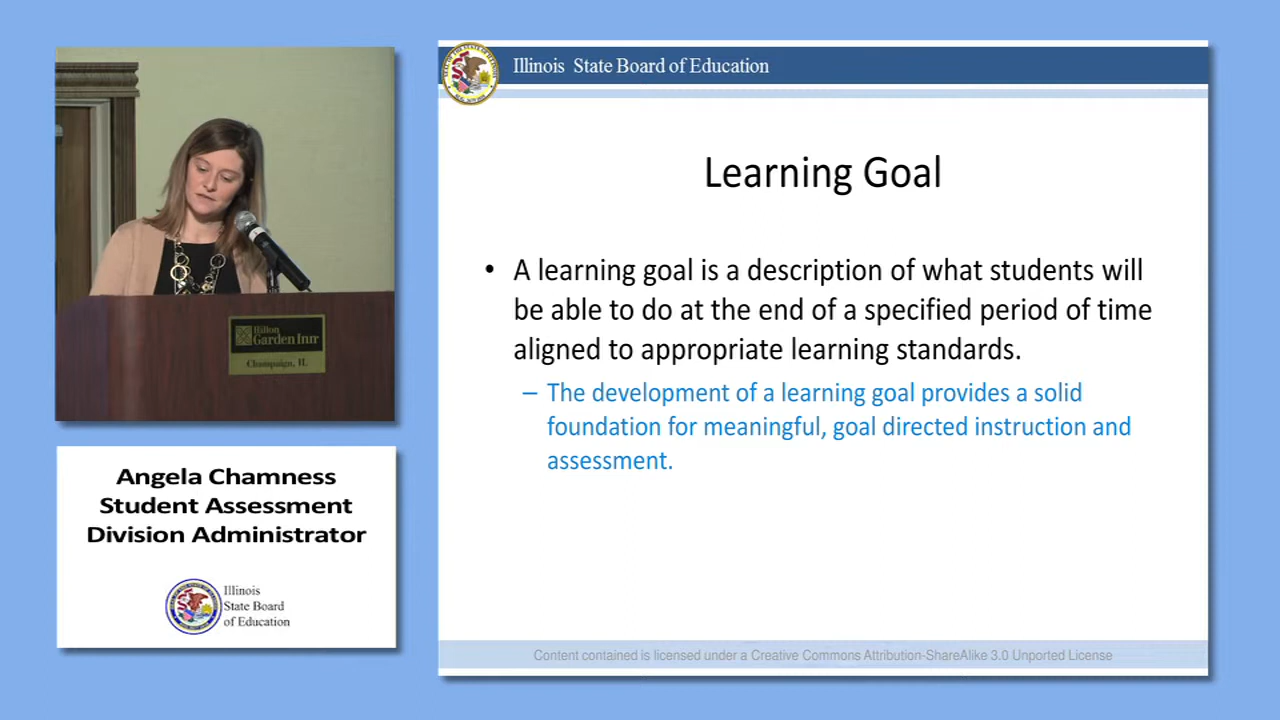 Hilton
Garden Inn
Champaign, IL
Angela Chamness
Student Assessment
Division Administrator
Illinois
State Board
of Education
Illinois State Board of Education
Learning Goal
• A learning goal is a description of what students will
be able to do at the end of a specified period of time
aligned to appropriate learning standards.
– The development of a learning goal provides a solid
foundation for meaningful, goal directed instruction and
assessment.
Content contained is licensed under a Creative Commons Attribution-ShareAlike 3.0 Unported License